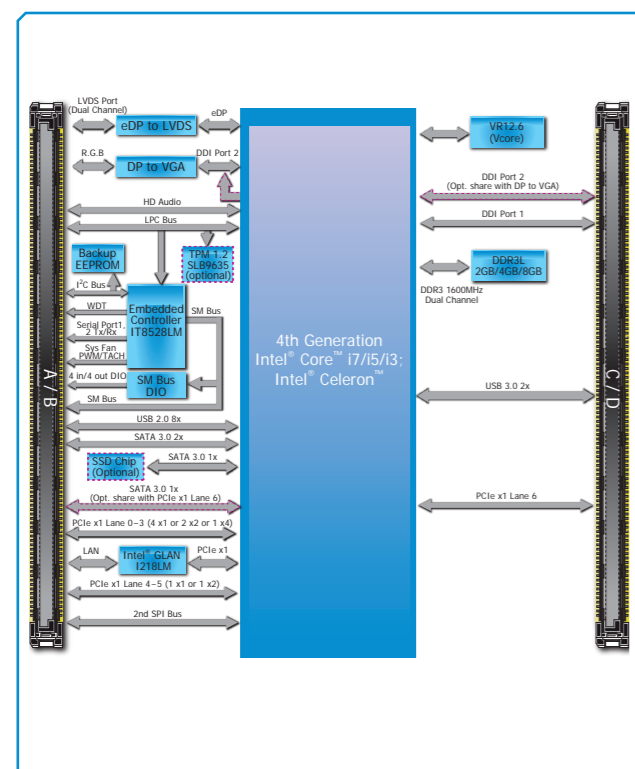 LVDS Port
(Dual Channel)
eDP to LVDS
eDP
R.G.B
DP to VGA
DDI Port 2
HD Audio
LPC Bus
Backup
EEPROM
TPM 1.2
SLB9635
(optional)
I²C Bus
WDT
Serial Port1,
2 Tx/Rx
Sys Fan
PWM/TACH
Embedded
Controller
IT8528LM
SM Bus
4 in/4 out DIO
SM Bus
DIO
SM Bus
USB 2.0 8x
SATA 3.0 2x
SSD Chip
(Optional)
SATA 3.0 1x
SATA 3.0 1x
(Opt. share with PCIe x1 Lane 6)
PCIe x1 Lane 0~3 (4 x1 or 2 x2 or 1 x4)
LAN
Intel® GLAN
I218LM
PCIe x1
PCIe x1 Lane 4~5 (1 x1 or 1 x2)
2nd SPI Bus
A / B
4th Generation
Intel® Core™ i7/i5/i3;
Intel® Celeron™
VR12.6
(Vcore)
DDI Port 2
(Opt. share with DP to VGA)
DDI Port 1
DDR3L
2GB/4GB/8GB
DDR3 1600MHz
Dual Channel
USB 3.0 2x
PCIe x1 Lane 6
C / D